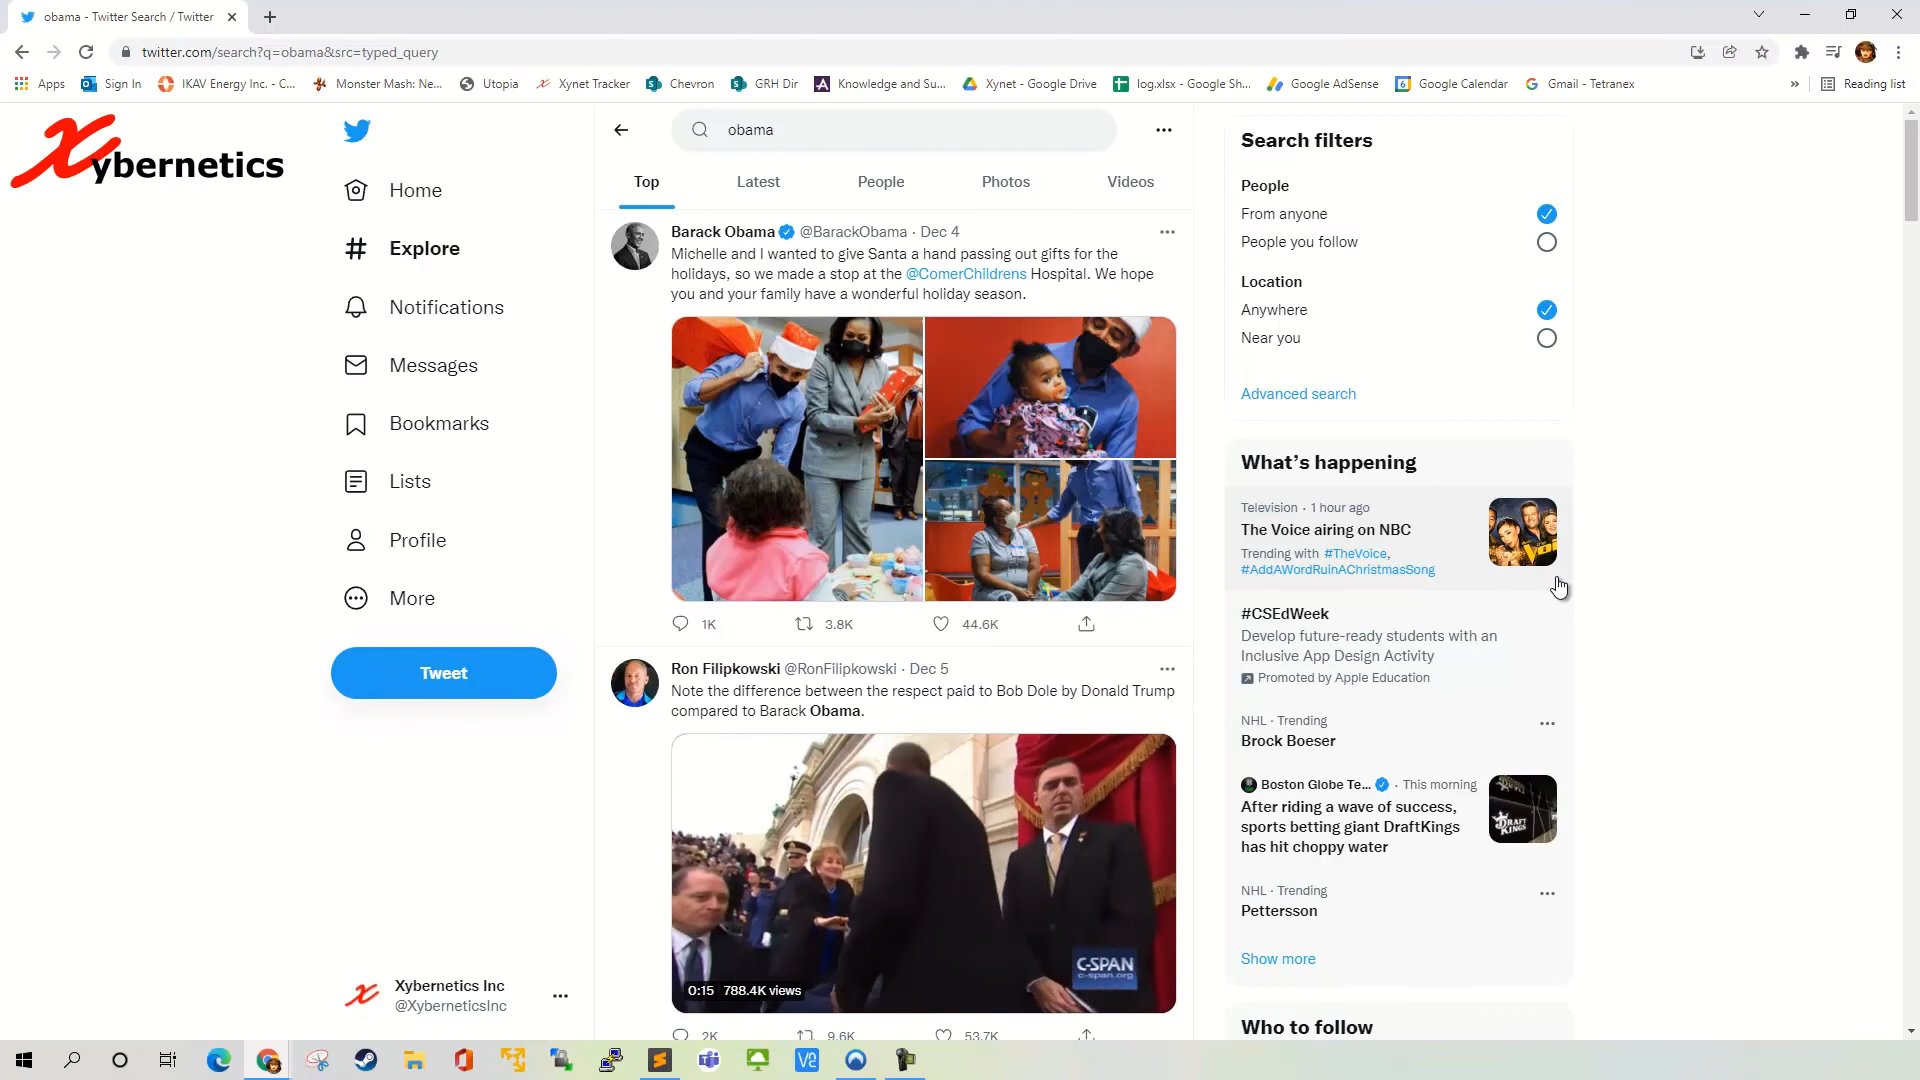 obama - Twitter Search / Twitter
twitter.com/search?q=obama&src=typed_query
Apps Sign In IKAV Energy Inc. - C... Monster Mash: Ne... Utopia Xynet Tracker Chevron GRH Dir Knowledge and Su... Xynet - Google Drive log.xlsx - Google Sh... Google AdSense Google Calendar Gmail - Tetranex » Reading list
Xybernetics
Home
Explore
Notifications
Messages
Bookmarks
Lists
Profile
More
Tweet
Xybernetics Inc
@XyberneticsInc
obama
Top Latest People Photos Videos
Barack Obama @BarackObama · Dec 4
Michelle and I wanted to give Santa a hand passing out gifts for the
holidays, so we made a stop at the @ComerChildrens Hospital. We hope
you and your family have a wonderful holiday season.
1K 3.8K 44.6K
Ron Filipkowski @RonFilipkowski · Dec 5
Note the difference between the respect paid to Bob Dole by Donald Trump
compared to Barack Obama.
C-SPAN
c-span.org
0:15 788.4K views
2K 9.6K 53.7K
Search filters
People
From anyone
People you follow
Location
Anywhere
Near you
Advanced search
What's happening
Television · 1 hour ago
The Voice airing on NBC
Trending with #TheVoice,
#AddAWordRuinAChristmasSong
#CSEdWeek
Develop future-ready students with an
Inclusive App Design Activity
Promoted by Apple Education
NHL · Trending
Brock Boeser
Boston Globe Te... · This morning
After riding a wave of success,
sports betting giant DraftKings
has hit choppy water
DRAFT
KINGS
NHL · Trending
Pettersson
Show more
Who to follow